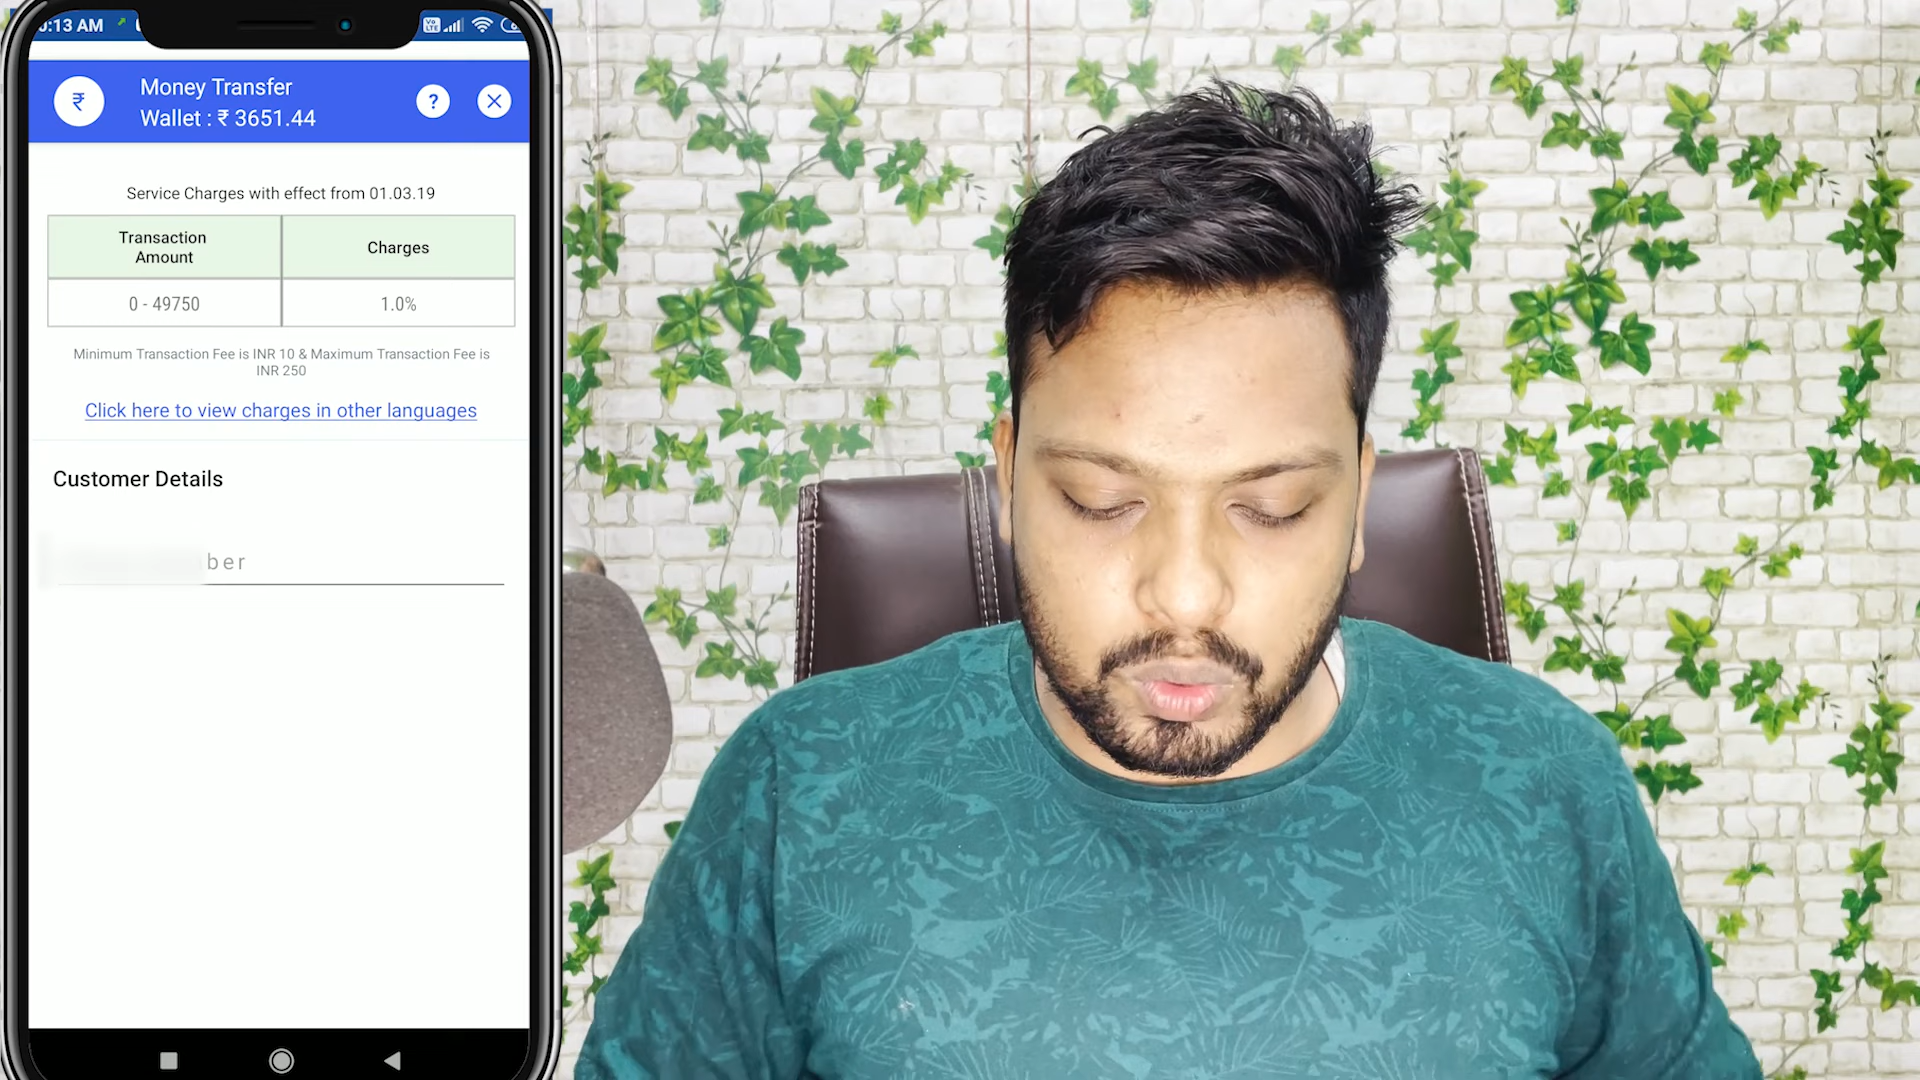 :13 AM
Money Transfer
Wallet : ₹ 3651.44
?
Service Charges with effect from 01.03.19
Transaction
Amount
Charges
0 - 49750
1.0%
Minimum Transaction Fee is INR 10 & Maximum Transaction Fee is
INR 250
Click here to view charges in other languages
Customer Details
ber